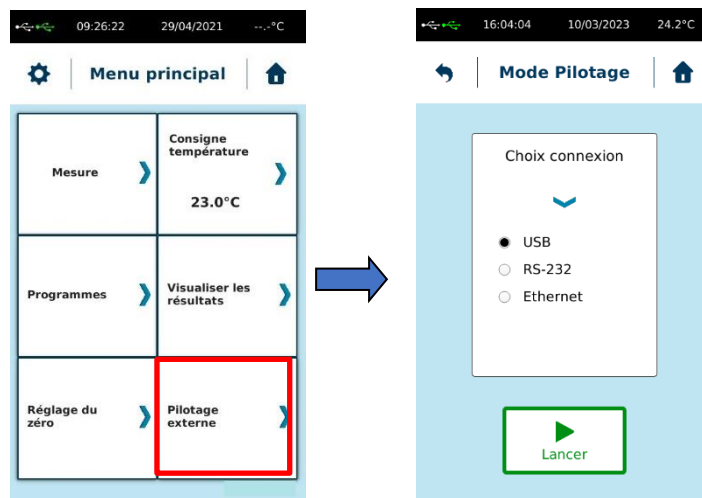 09:26:22 29/04/2021 --.-°C
Menu principal
Mesure
Consigne
température
23.0°C
Programmes
Visualiser les
résultats
Réglage du
zéro
Pilotage
externe
16:04:04 10/03/2023 24.2°C
Mode Pilotage
Choix connexion
USB
RS-232
Ethernet
Lancer